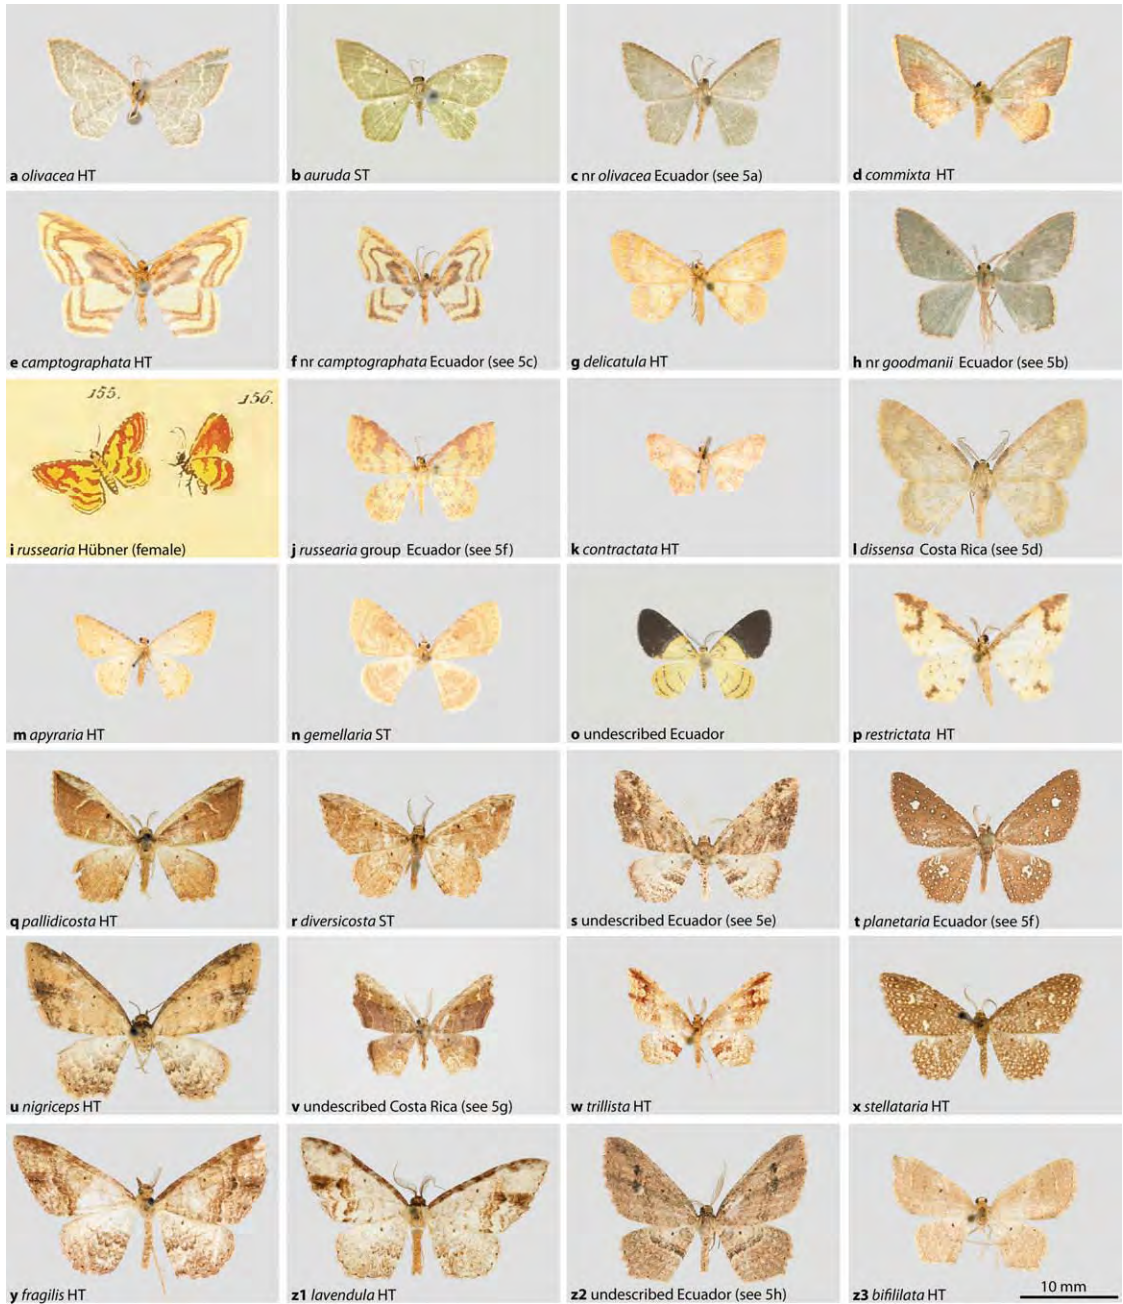 a olivacea HT
b auruda ST
c nr olivacea Ecuador (see 5a)
d commixta HT
e camptographata HT
f nr camptographata Ecuador (see 5c)
g delicatula HT
h nr goodmanii Ecuador (see 5b)
155.
156.
i russearia Hübner (female)
j russearia group Ecuador (see 5f)
k contractata HT
l dissensa Costa Rica (see 5d)
m apyraria HT
n gemellaria ST
o undescribed Ecuador
p restrictata HT
q pallidicosta HT
r diversicosta ST
s undescribed Ecuador (see 5e)
t planetaria Ecuador (see 5f)
u nigriceps HT
v undescribed Costa Rica (see 5g)
w trillista HT
x stellataria HT
y fragilis HT
z1 lavendula HT
z2 undescribed Ecuador (see 5h)
z3 bifililata HT
10 mm